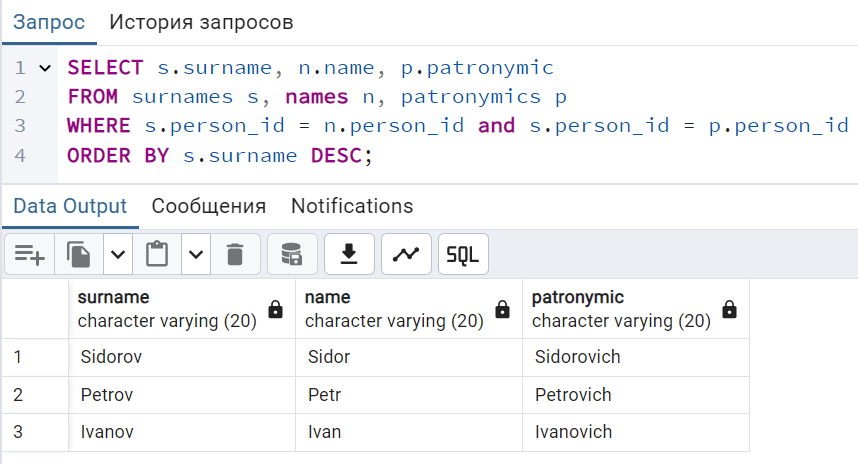 Запрос История запросов
1 SELECT s.surname, n.name, p.patronymic
2 FROM surnames s, names n, patronymics p
3 WHERE s.person_id = n.person_id and s.person_id = p.person_id
4 ORDER BY s.surname DESC;
Data Output Сообщения Notifications
SQL
surname name patronymic
character varying (20) character varying (20) character varying (20)
1 Sidorov Sidor Sidorovich
2 Petrov Petr Petrovich
3 Ivanov Ivan Ivanovich